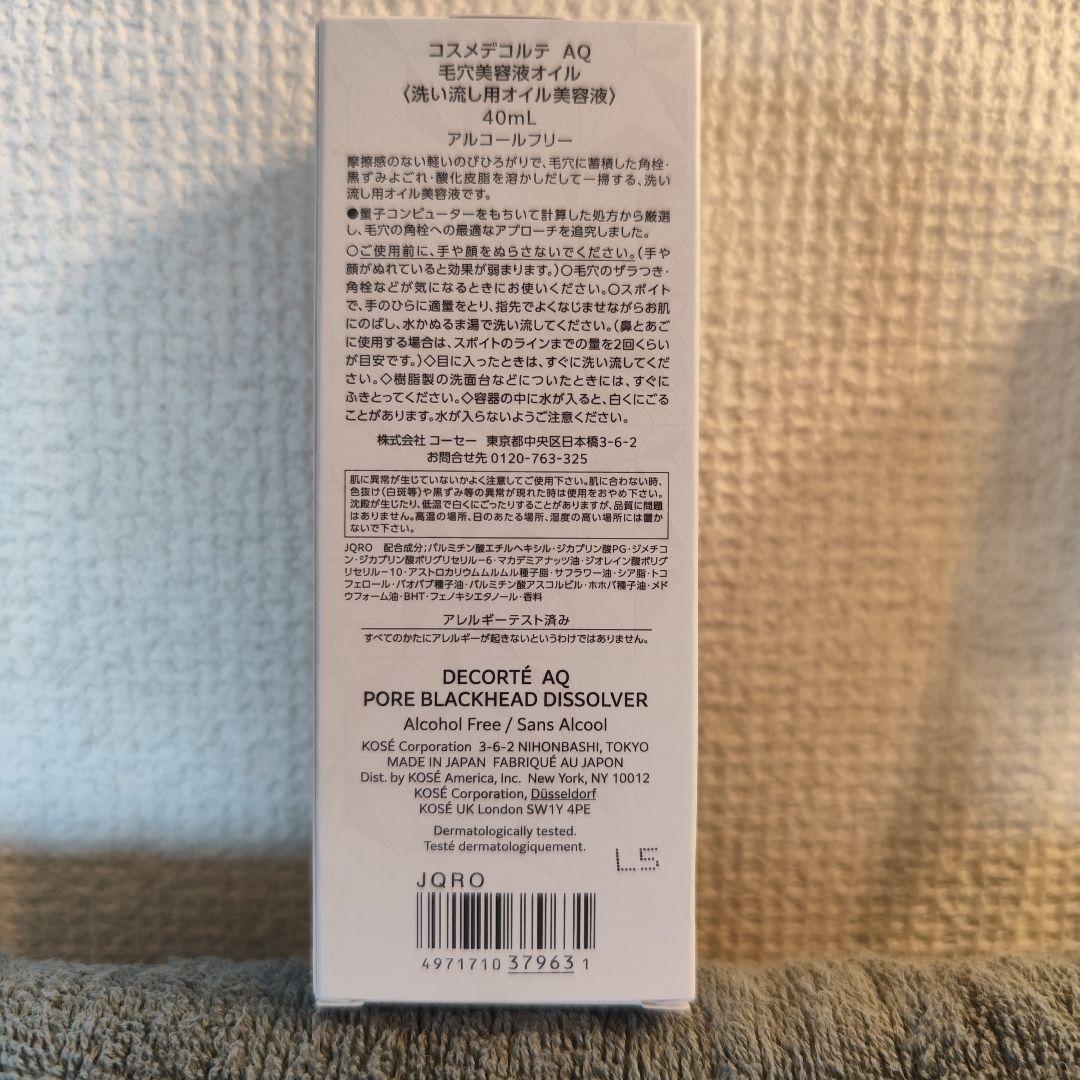 コスメデコルテ AQ
毛穴美容液オイル
〈洗い流し用オイル美容液〉
40mL
アルコールフリー
摩擦感のない軽いのびひろがりで、毛穴に蓄積した角栓・
黒ずみよごれ・酸化皮脂を溶かしだして一掃する、洗い
流し用オイル美容液です。
●量子コンピューターをもちいて計算した処方から厳選
し、毛穴の角栓への最適なアプローチを追究しました。
○ご使用前に、手や顔をぬらさないでください。(手や
顔がぬれていると効果が弱まります。)○毛穴のザラつき・
角栓などが気になるときにお使いください。○スポイト
で、手のひらに適量をとり、指先でよくなじませながらお肌
にのばし、水かぬるま湯で洗い流してください。(鼻とあご
に使用する場合は、スポイトのラインまでの量を2回くらい
が目安です。)◇目に入ったときは、すぐに洗い流してくだ
さい。◇樹脂製の洗面台などについたときには、すぐに
ふきとってください。◇容器の中に水が入ると、白くにごる
ことがあります。水が入らないようご注意ください。
株式会社 コーセー 東京都中央区日本橋3-6-2
お問合せ先 0120-763-325
肌に異常が生じていないかよく注意してご使用下さい。肌に合わない時、
色抜け(白斑等)や黒ずみ等の異常が現れた時は使用をおやめ下さい。
沈殿が生じたり、低温で白くにごったりすることがありますが、品質に問題
はありません。高温の場所、日のあたる場所、湿度の高い場所には置か
ないで下さい。
JQRO 配合成分;パルミチン酸エチルヘキシル・ジカプリン酸PG・ジメチコ
ン・ジカプリン酸ポリグリセリル-6・マカデミアナッツ油・ジオレイン酸ポリグ
リセリル-10・アストロカリウムムルムル種子脂・サフラワー油・シア脂・トコ
フェロール・バオバブ種子油・パルミチン酸アスコルビル・ホホバ種子油・メド
ウフォーム油・BHT・フェノキシエタノール・香料
アレルギーテスト済み
すべてのかたにアレルギーが起きないというわけではありません。
DECORTÉ AQ
PORE BLACKHEAD DISSOLVER
Alcohol Free / Sans Alcool
KOSÉ Corporation 3-6-2 NIHONBASHI, TOKYO
MADE IN JAPAN FABRIQUÉ AU JAPON
Dist. by KOSÉ America, Inc. New York, NY 10012
KOSÉ Corporation, Düsseldorf
KOSÉ UK London SW1Y 4PE
Dermatologically tested.
Testé dermatologiquement.
L5
JQRO
4971710 37963 1